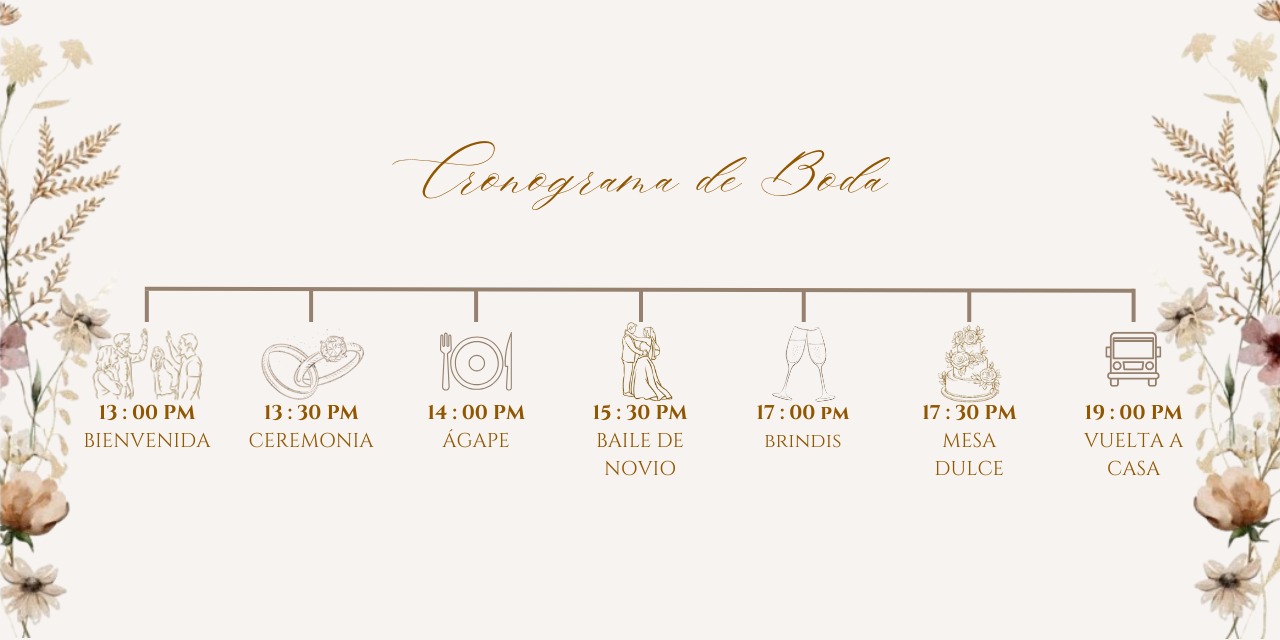 Cronograma de Boda
13 : 00 PM
BIENVENIDA
13 : 30 PM
CEREMONIA
14 : 00 PM
ÁGAPE
15 : 30 PM
BAILE DE
NOVIO
17 : 00 PM
BRINDIS
17 : 30 PM
MESA
DULCE
19 : 00 PM
VUELTA A
CASA